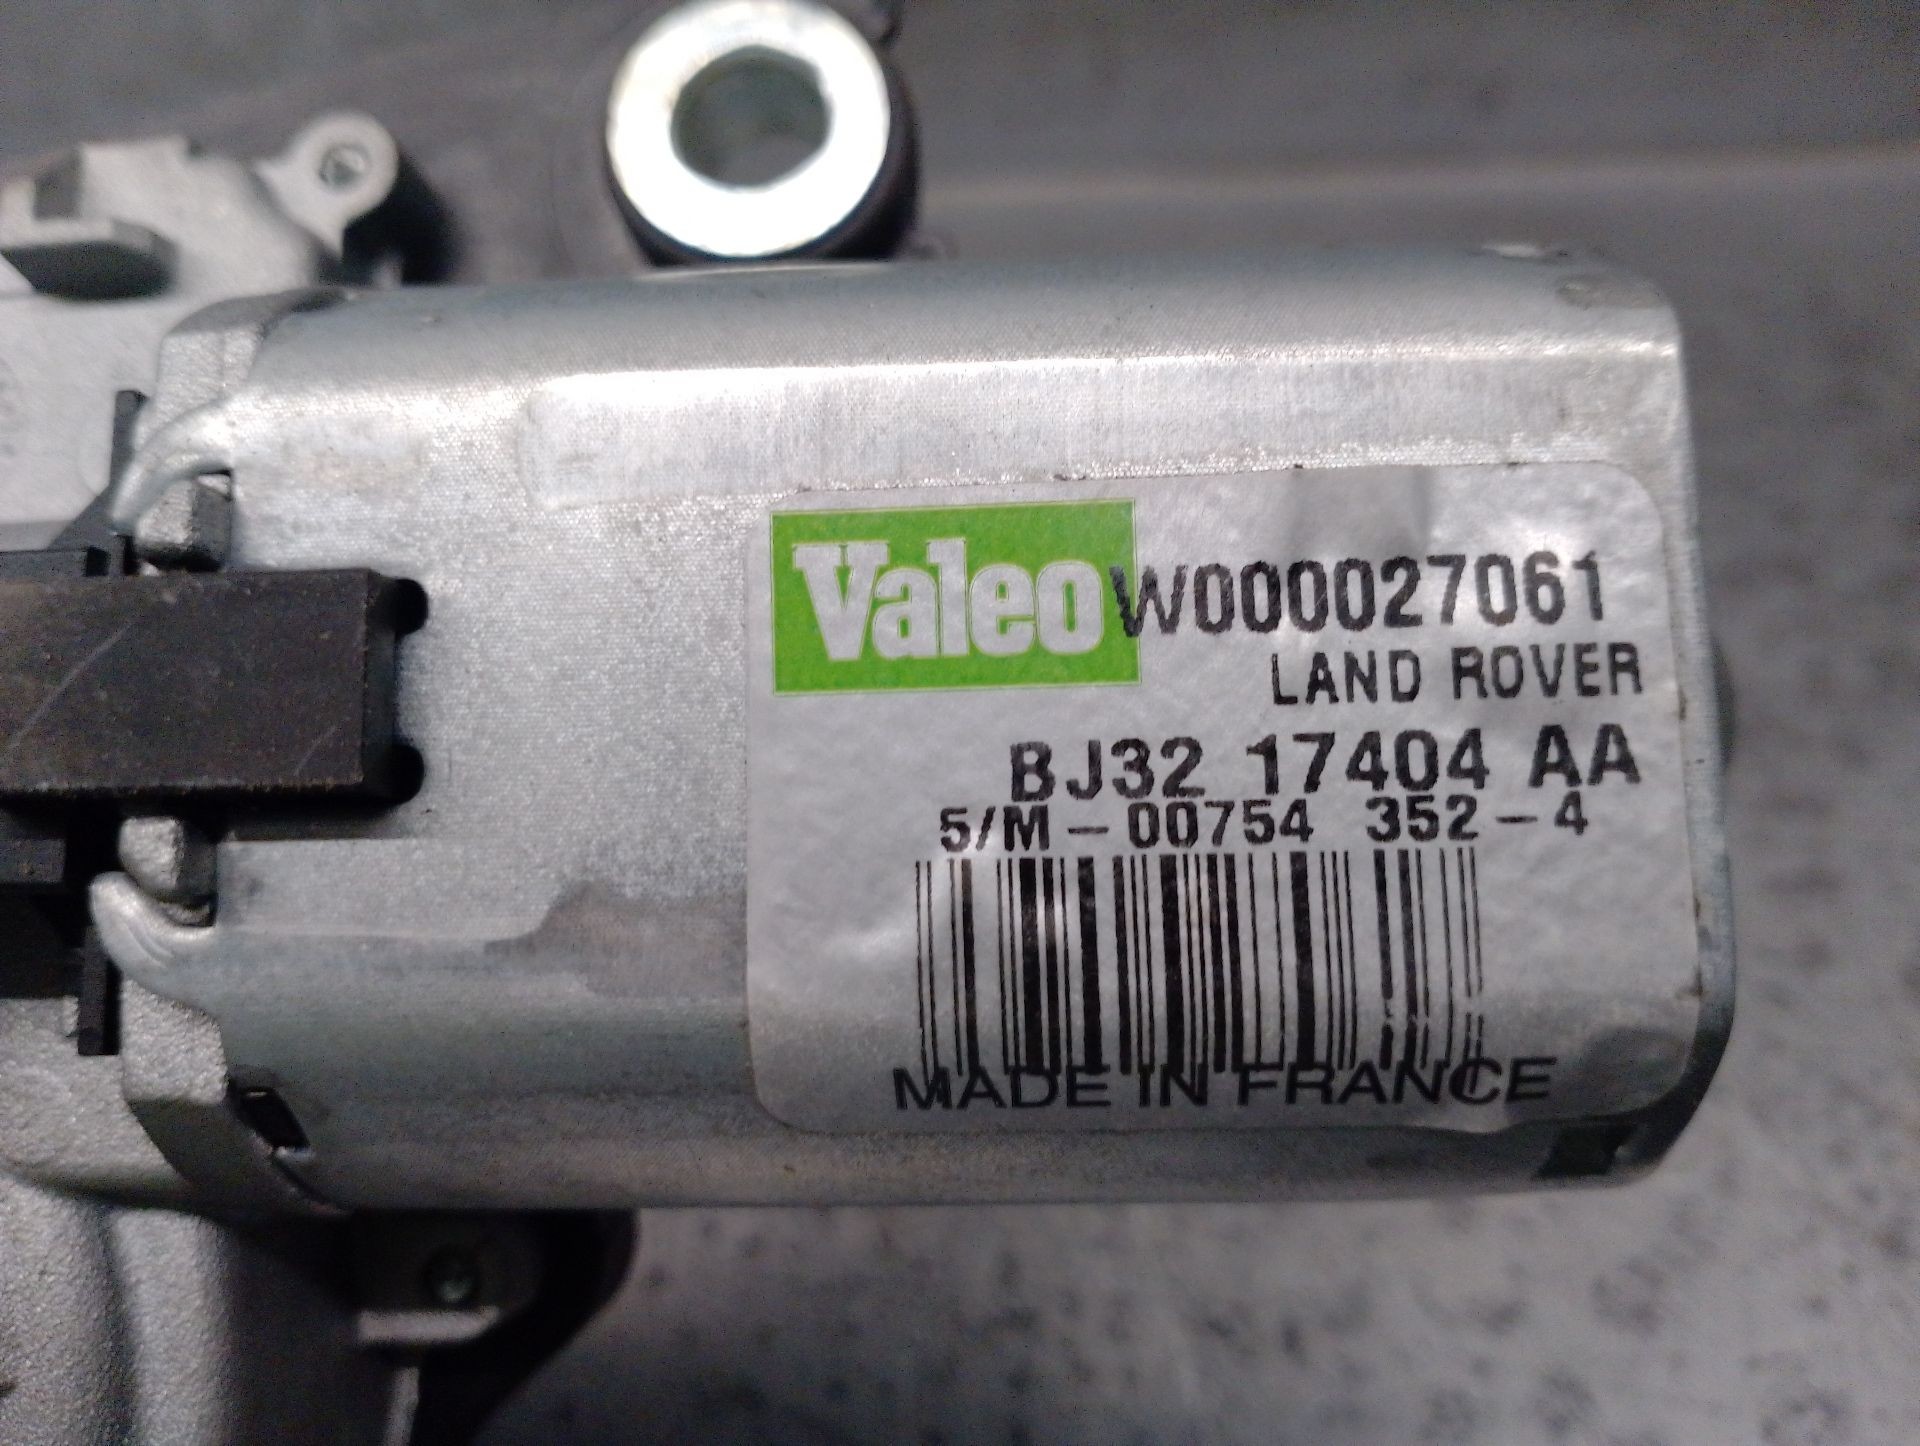 Valeo W000027061
LAND ROVER
BJ32 17404 AA
5/M-00754 352-4
MADE IN FRANCE